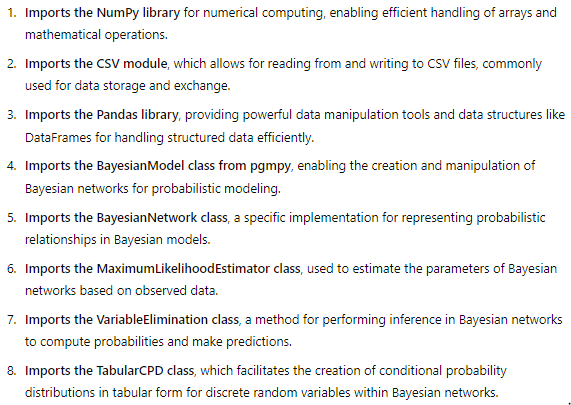 1. Imports the NumPy library for numerical computing, enabling efficient handling of arrays and
mathematical operations.
2. Imports the CSV module, which allows for reading from and writing to CSV files, commonly
used for data storage and exchange.
3. Imports the Pandas library, providing powerful data manipulation tools and data structures like
DataFrames for handling structured data efficiently.
4. Imports the BayesianModel class from pgmpy, enabling the creation and manipulation of
Bayesian networks for probabilistic modeling.
5. Imports the BayesianNetwork class, a specific implementation for representing probabilistic
relationships in Bayesian models.
6. Imports the MaximumLikelihoodEstimator class, used to estimate the parameters of Bayesian
networks based on observed data.
7. Imports the VariableElimination class, a method for performing inference in Bayesian networks
to compute probabilities and make predictions.
8. Imports the TabularCPD class, which facilitates the creation of conditional probability
distributions in tabular form for discrete random variables within Bayesian networks.
.